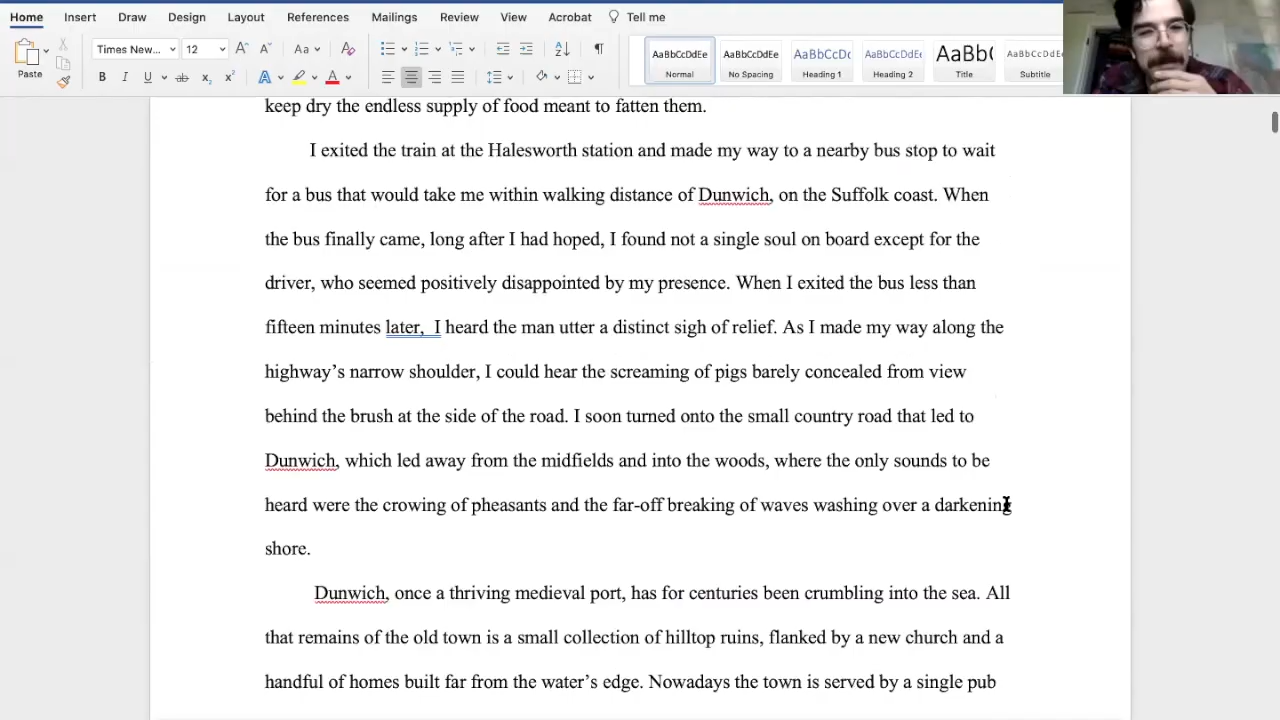 Home Insert Draw Design Layout References Mailings Review View Acrobat Tell me
Paste
Times New... 12
AaBbCcDdEe AaBbCcDdEe AaBbCcDc AaBbCcDdEe AaBb( AaBbCcDdEe
Normal No Spacing Heading 1 Heading 2 Title Subtitle
keep dry the endless supply of food meant to fatten them.
I exited the train at the Halesworth station and made my way to a nearby bus stop to wait
for a bus that would take me within walking distance of Dunwich, on the Suffolk coast. When
the bus finally came, long after I had hoped, I found not a single soul on board except for the
driver, who seemed positively disappointed by my presence. When I exited the bus less than
fifteen minutes later,  I heard the man utter a distinct sigh of relief. As I made my way along the
highway’s narrow shoulder, I could hear the screaming of pigs barely concealed from view
behind the brush at the side of the road. I soon turned onto the small country road that led to
Dunwich, which led away from the midfields and into the woods, where the only sounds to be
heard were the crowing of pheasants and the far-off breaking of waves washing over a darkening
shore.
Dunwich, once a thriving medieval port, has for centuries been crumbling into the sea. All
that remains of the old town is a small collection of hilltop ruins, flanked by a new church and a
handful of homes built far from the water’s edge. Nowadays the town is served by a single pub